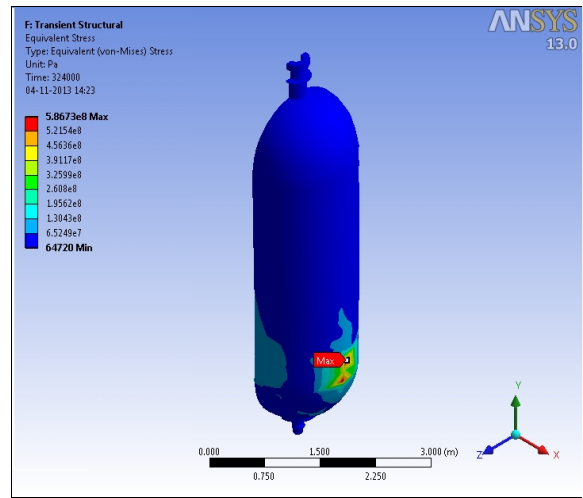 F: Transient Structural
Equivalent Stress
Type: Equivalent (von-Mises) Stress
Unit: Pa
Time: 324000
04-11-2013 14:23
ANSYS
13.0
5.8673e8 Max
5.2154e8
4.5636e8
3.9117e8
3.2599e8
2.608e8
1.9562e8
1.3043e8
6.5249e7
64720 Min
Max
0.000 1.500 3.000 (m)
0.750 2.250
Y
Z X